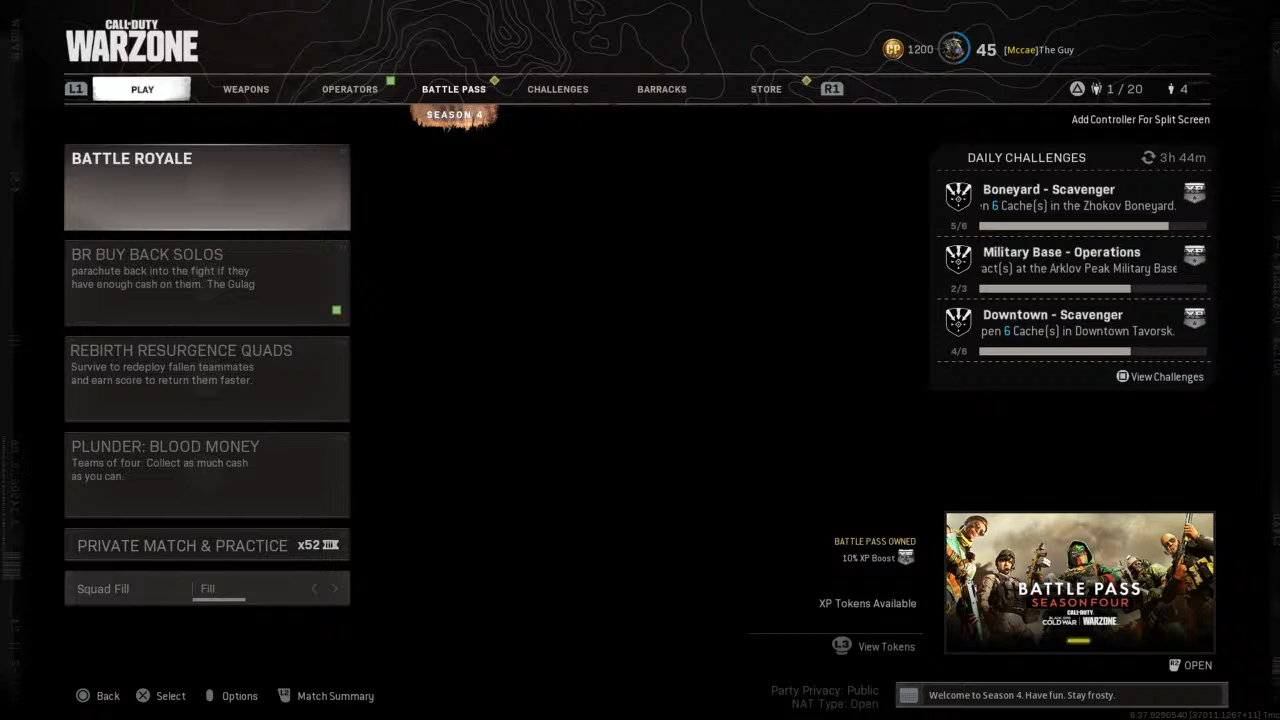 CALL·DUTY
WARZONE
CP 1200 45 [Mccae]The Guy
L1 PLAY WEAPONS OPERATORS BATTLE PASS CHALLENGES BARRACKS STORE R1 1 / 20 4
SEASON 4
Add Controller For Split Screen
BATTLE ROYALE
BR BUY BACK SOLOS
parachute back into the fight if they
have enough cash on them. The Gulag
REBIRTH RESURGENCE QUADS
Survive to redeploy fallen teammates
and earn score to return them faster.
PLUNDER: BLOOD MONEY
Teams of four. Collect as much cash
as you can.
PRIVATE MATCH & PRACTICE x52
Squad Fill Fill
DAILY CHALLENGES 3h 44m
Boneyard - Scavenger XP
n 6 Cache(s) in the Zhokov Boneyard.
5/6
Military Base - Operations XP
act(s) at the Arklov Peak Military Base
2/3
Downtown - Scavenger XP
pen 6 Cache(s) in Downtown Tavorsk.
4/6
View Challenges
BATTLE PASS OWNED
10% XP Boost
XP Tokens Available
L3 View Tokens
BATTLE PASS
SEASON FOUR
CALL·DUTY
BLACK OPS
COLD WAR | WARZONE
R2 OPEN
Back Select Options L2 Match Summary
Party Privacy: Public
NAT Type: Open
Welcome to Season 4. Have fun. Stay frosty.